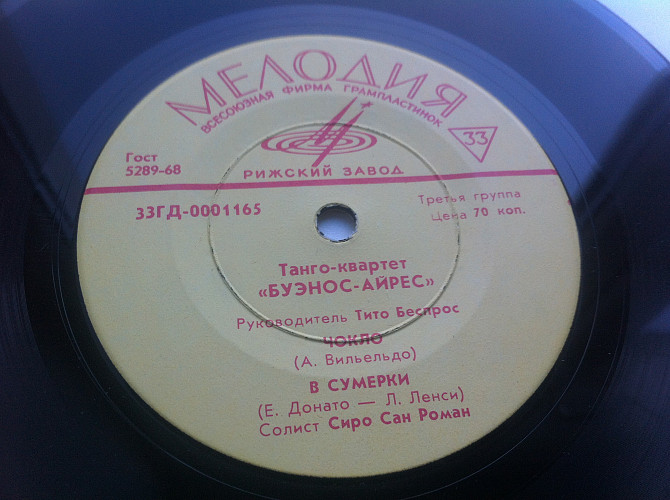 МЕЛОДИЯ
ВСЕСОЮЗНАЯ ФИРМА ГРАМПЛАСТИНОК
33
Гост
5289-68
РИЖСКИЙ ЗАВОД
33ГД-0001165
Третья группа
Цена 70 коп.
Танго-квартет
«БУЭНОС-АЙРЕС»
Руководитель Тито Беспрос
ЧОКЛО
(А. Вильельдо)
В СУМЕРКИ
(Е. Донато — Л. Ленси)
Солист Сиро Сан Роман